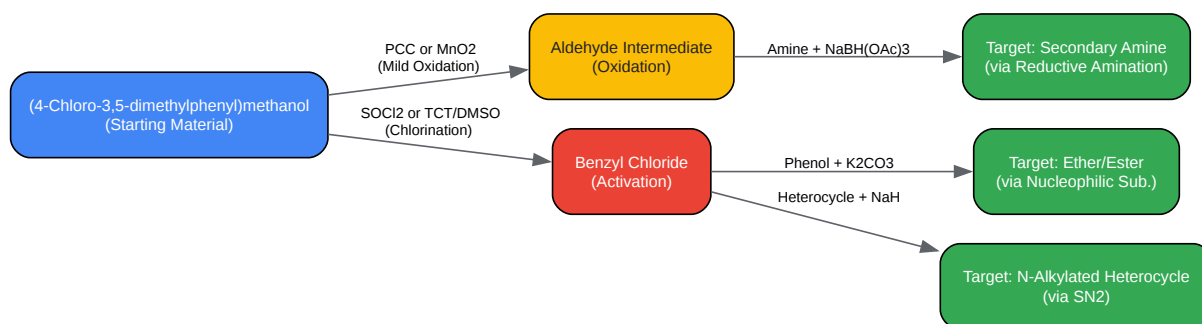 (4-Chloro-3,5-dimethylphenyl)methanol
(Starting Material)
PCC or MnO2
(Mild Oxidation)
SOCl2 or TCT/DMSO
(Chlorination)
Aldehyde Intermediate
(Oxidation)
Benzyl Chloride
(Activation)
Amine + NaBH(OAc)3
Phenol + K2CO3
Heterocycle + NaH
Target: Secondary Amine
(via Reductive Amination)
Target: Ether/Ester
(via Nucleophilic Sub.)
Target: N-Alkylated Heterocycle
(via SN2)